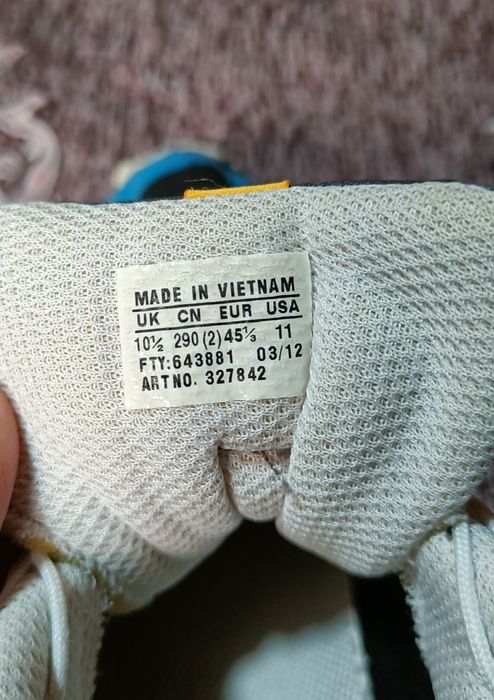 MADE IN VIETNAM
UK CN EUR USA
10½ 290 (2) 45⅓ 11
FTY:643881 03/12
ART NO. 327842